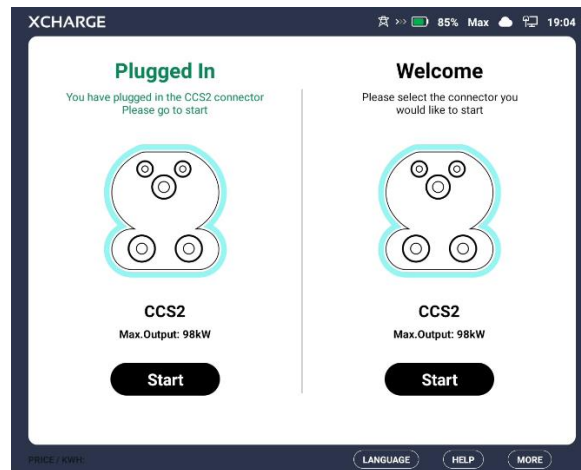 XCHARGE
85% Max 19:04
Plugged In
You have plugged in the CCS2 connector
Please go to start
CCS2
Max.Output: 98kW
Start
Welcome
Please select the connector you
would like to start
CCS2
Max.Output: 98kW
Start
PRICE / KWH:
LANGUAGE
HELP
MORE